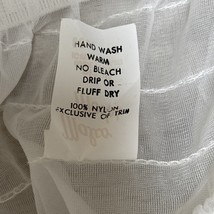 HAND WASH
WARM
NO BLEACH
DRIP OR
FLUFF DRY
100% NYLON
EXCLUSIVE OF TRIM